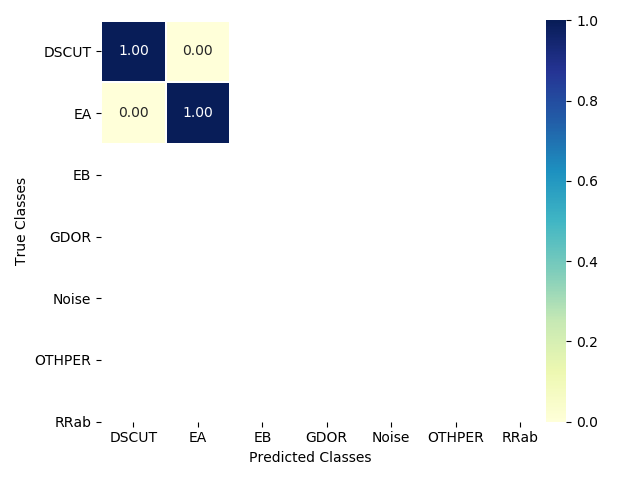 DSCUT 1.00 0.00
EA 0.00 1.00
EB
GDOR
Noise
OTHPER
RRab
True Classes
DSCUT EA EB GDOR Noise OTHPER RRab
Predicted Classes
1.0
0.8
0.6
0.4
0.2
0.0